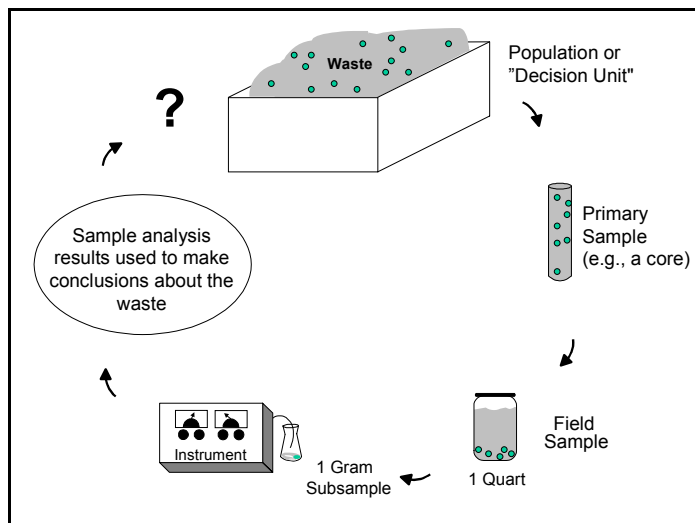 Waste
Population or
”Decision Unit"
?
Primary
Sample
(e.g., a core)
Sample analysis
results used to make
conclusions about the
waste
Field
Sample
1 Quart
Instrument
1 Gram
Subsample